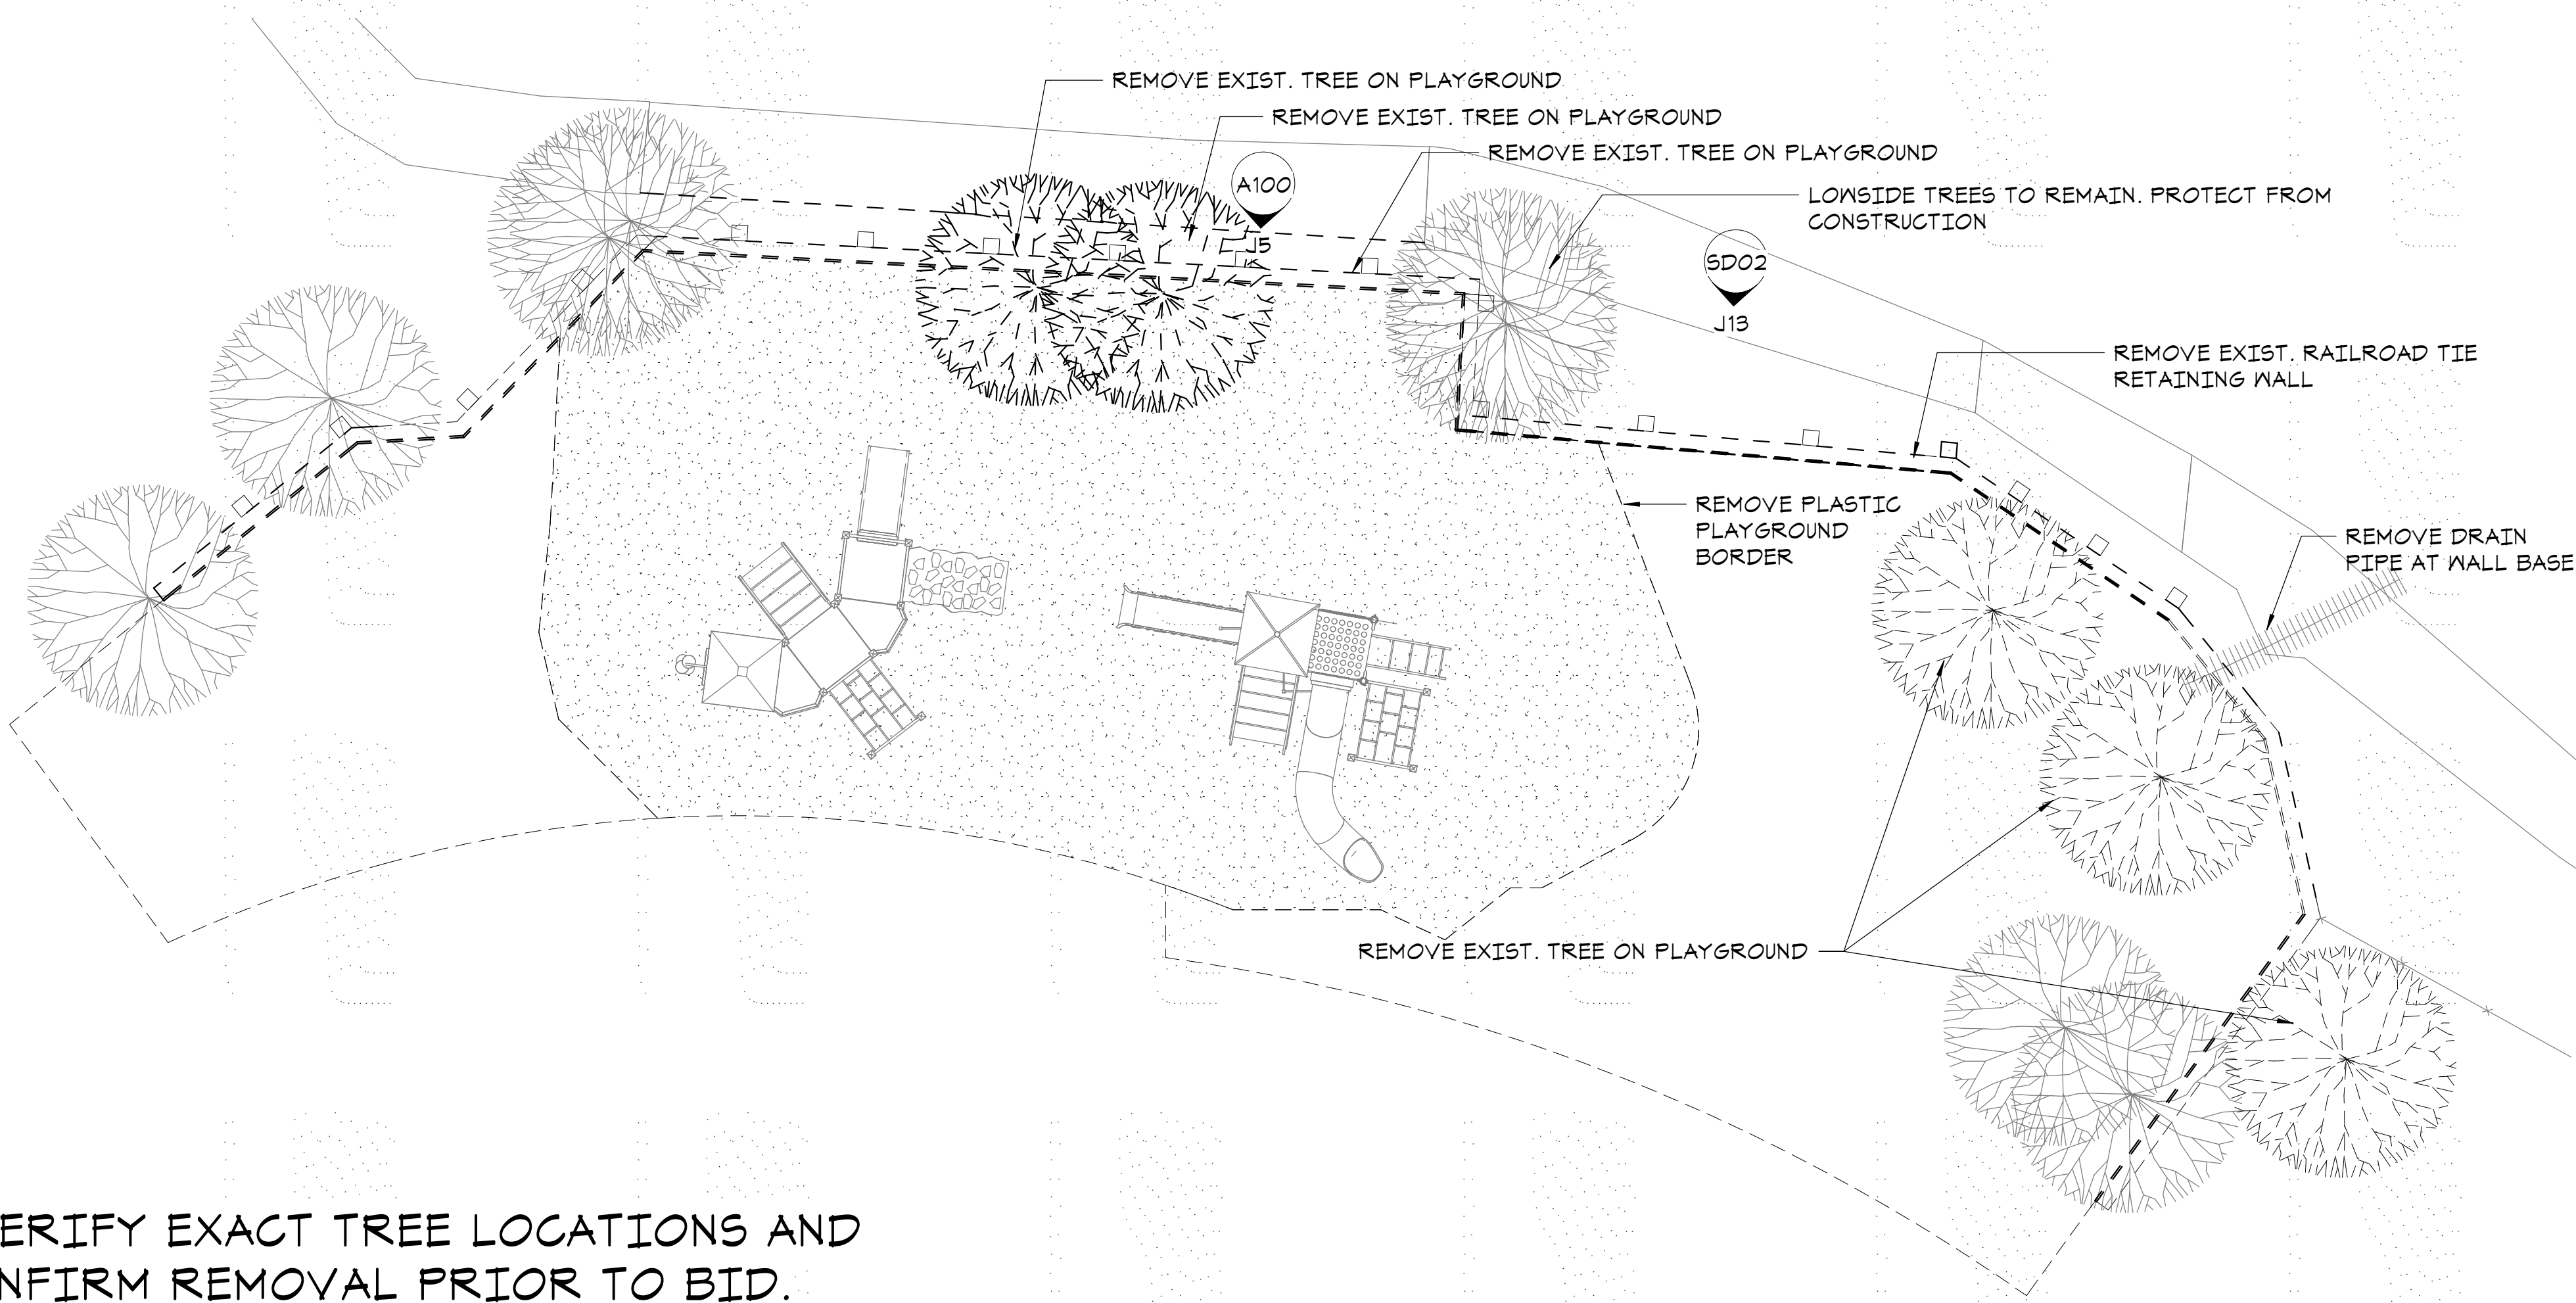 REMOVE EXIST. TREE ON PLAYGROUND
REMOVE EXIST. TREE ON PLAYGROUND
REMOVE EXIST. TREE ON PLAYGROUND
A100
J5
LOWSIDE TREES TO REMAIN. PROTECT FROM
CONSTRUCTION
SD02
J13
REMOVE EXIST. RAILROAD TIE
RETAINING WALL
REMOVE PLASTIC
PLAYGROUND
BORDER
REMOVE DRAIN
PIPE AT WALL BASE
REMOVE EXIST. TREE ON PLAYGROUND
ERIFY EXACT TREE LOCATIONS AND
NFIRM REMOVAL PRIOR TO BID.